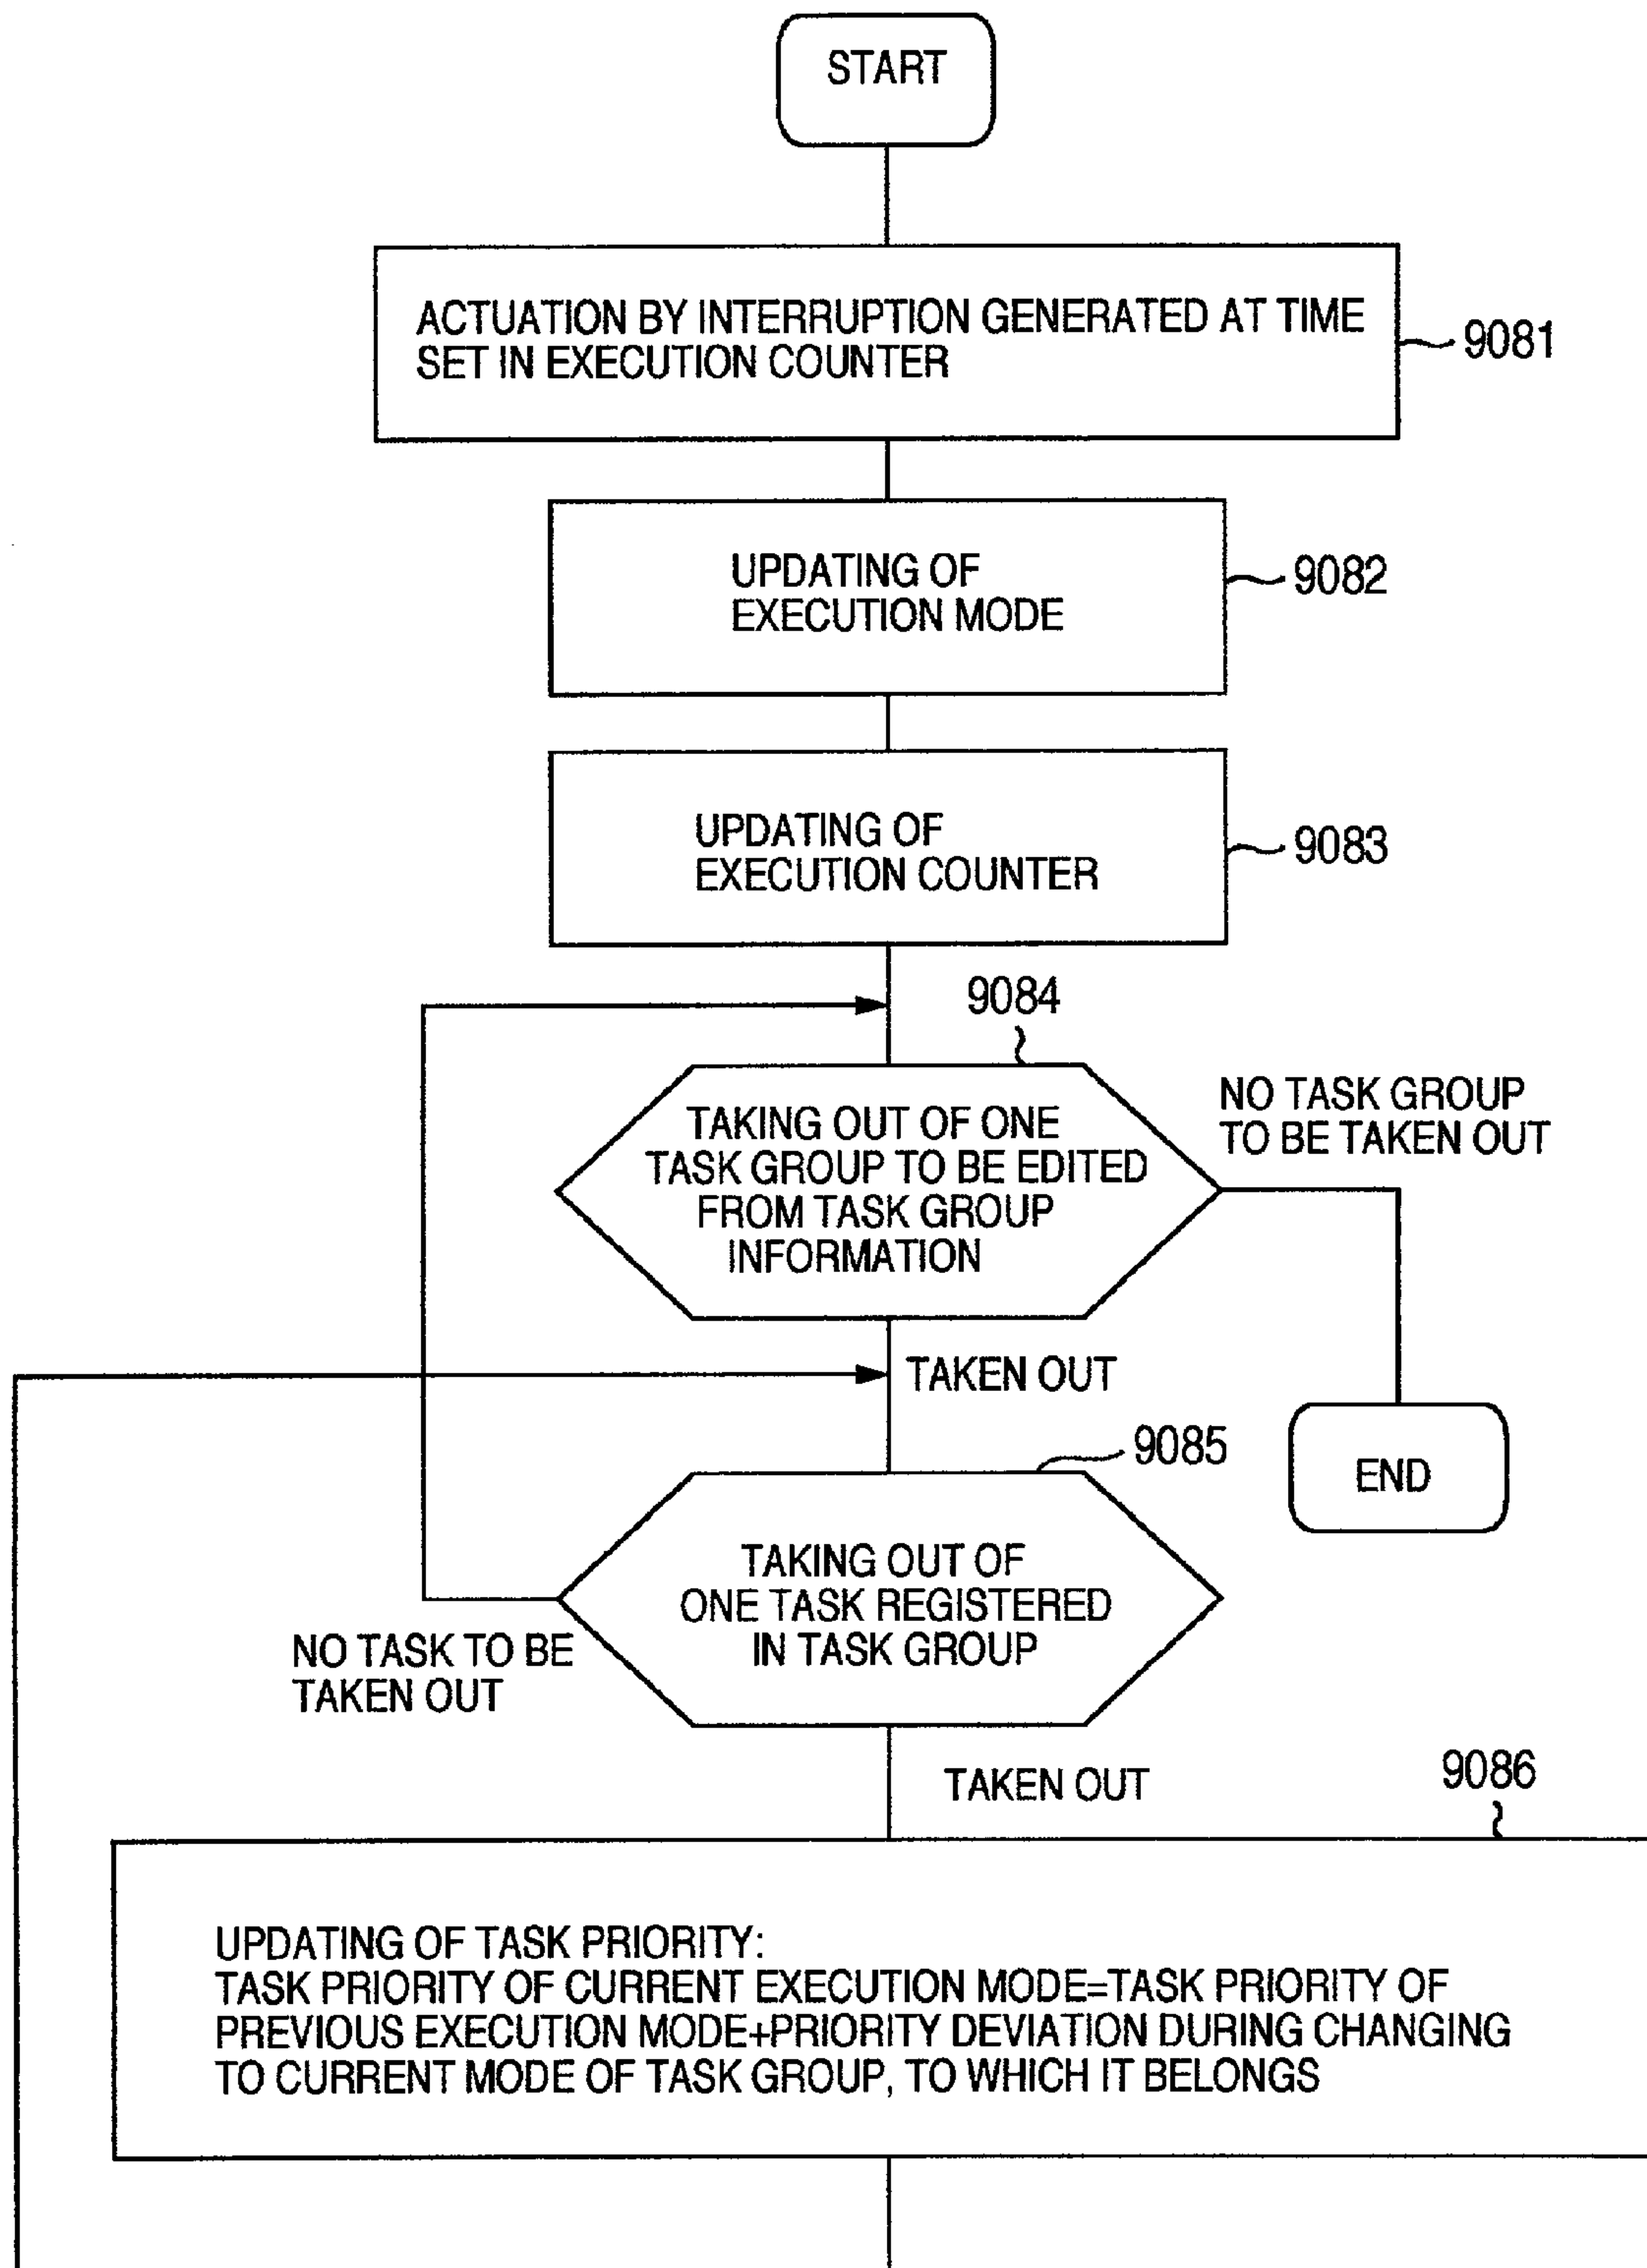 START
ACTUATION BY INTERRUPTION GENERATED AT TIME
SET IN EXECUTION COUNTER
9081
UPDATING OF
EXECUTION MODE
9082
UPDATING OF
EXECUTION COUNTER
9083
9084
TAKING OUT OF ONE
TASK GROUP TO BE EDITED
FROM TASK GROUP
INFORMATION
NO TASK GROUP
TO BE TAKEN OUT
TAKEN OUT
9085
END
TAKING OUT OF
ONE TASK REGISTERED
IN TASK GROUP
NO TASK TO BE
TAKEN OUT
TAKEN OUT
9086
UPDATING OF TASK PRIORITY:
TASK PRIORITY OF CURRENT EXECUTION MODE=TASK PRIORITY OF
PREVIOUS EXECUTION MODE+PRIORITY DEVIATION DURING CHANGING
TO CURRENT MODE OF TASK GROUP, TO WHICH IT BELONGS